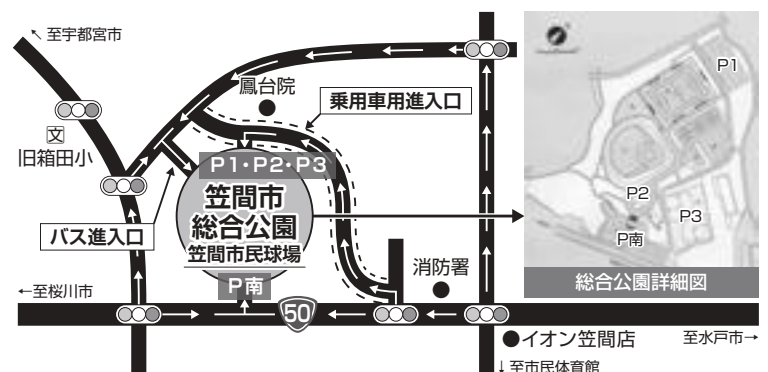 至宇都宮市
文
旧箱田小
鳳台院
乗用車用進入口
P1・P2・P3
笠間市
総合公園
笠間市民球場
P南
バス進入口
←至桜川市
50
消防署
イオン笠間店
至水戸市→
↓至市民体育館
P1
P2
P3
P南
総合公園詳細図